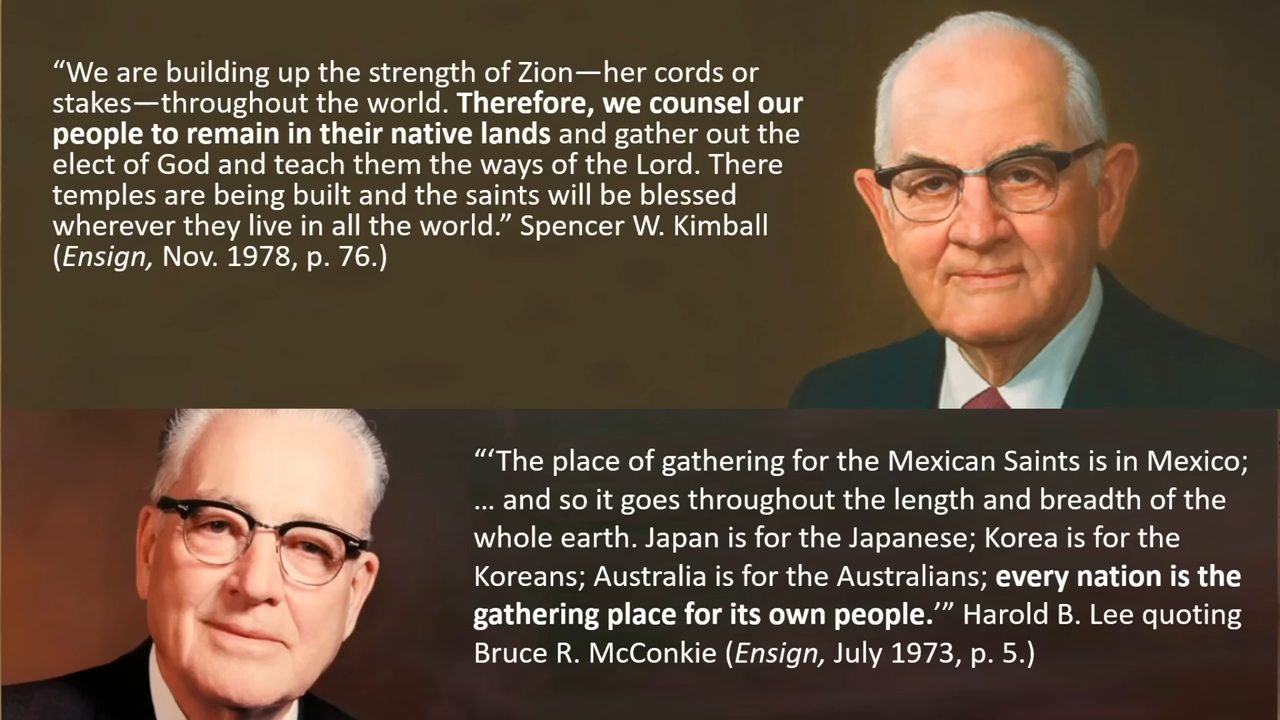 “We are building up the strength of Zion—her cords or
stakes—throughout the world. Therefore, we counsel our
people to remain in their native lands and gather out the
elect of God and teach them the ways of the Lord. There
temples are being built and the saints will be blessed
wherever they live in all the world.” Spencer W. Kimball
(Ensign, Nov. 1978, p. 76.)
“‘The place of gathering for the Mexican Saints is in Mexico;
… and so it goes throughout the length and breadth of the
whole earth. Japan is for the Japanese; Korea is for the
Koreans; Australia is for the Australians; every nation is the
gathering place for its own people.’” Harold B. Lee quoting
Bruce R. McConkie (Ensign, July 1973, p. 5.)